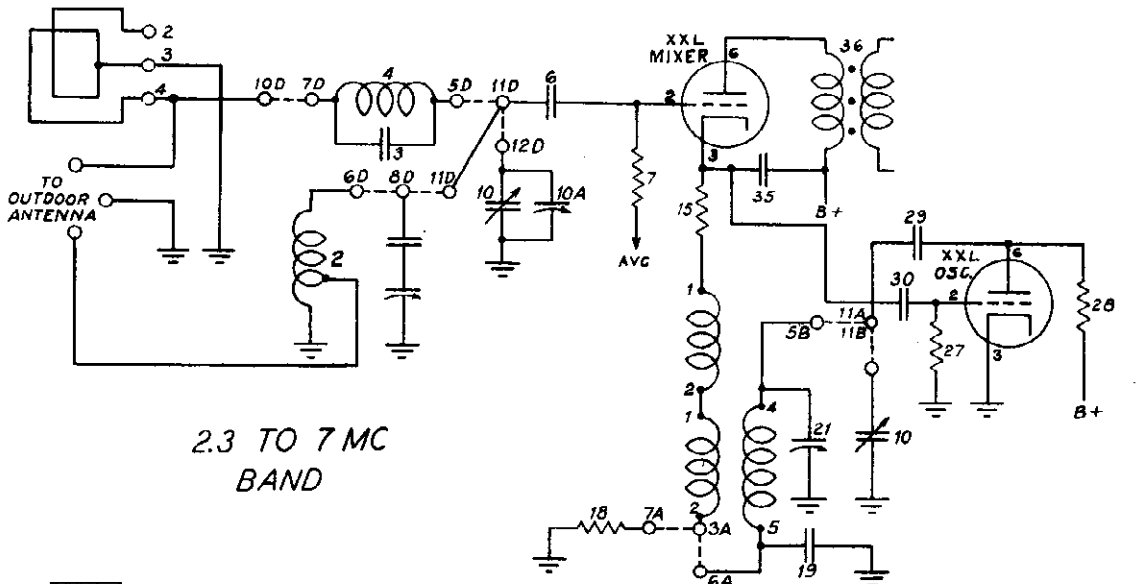 XXL
MIXER
6
36
2
3
4
10D
7D
4
5D
11D
6
2
3
12D
3
7
3
TO
OUTDOOR
ANTENNA
6D
8D
11D
10
10A
15
35
B+
29
AVC
2
XXL
OSC.
6
30
2
1
11A
11B
5B
27
3
28
2
1
4
21
10
B+
2.3 TO 7 MC
BAND
18
7A
2
3A
5
6A
19